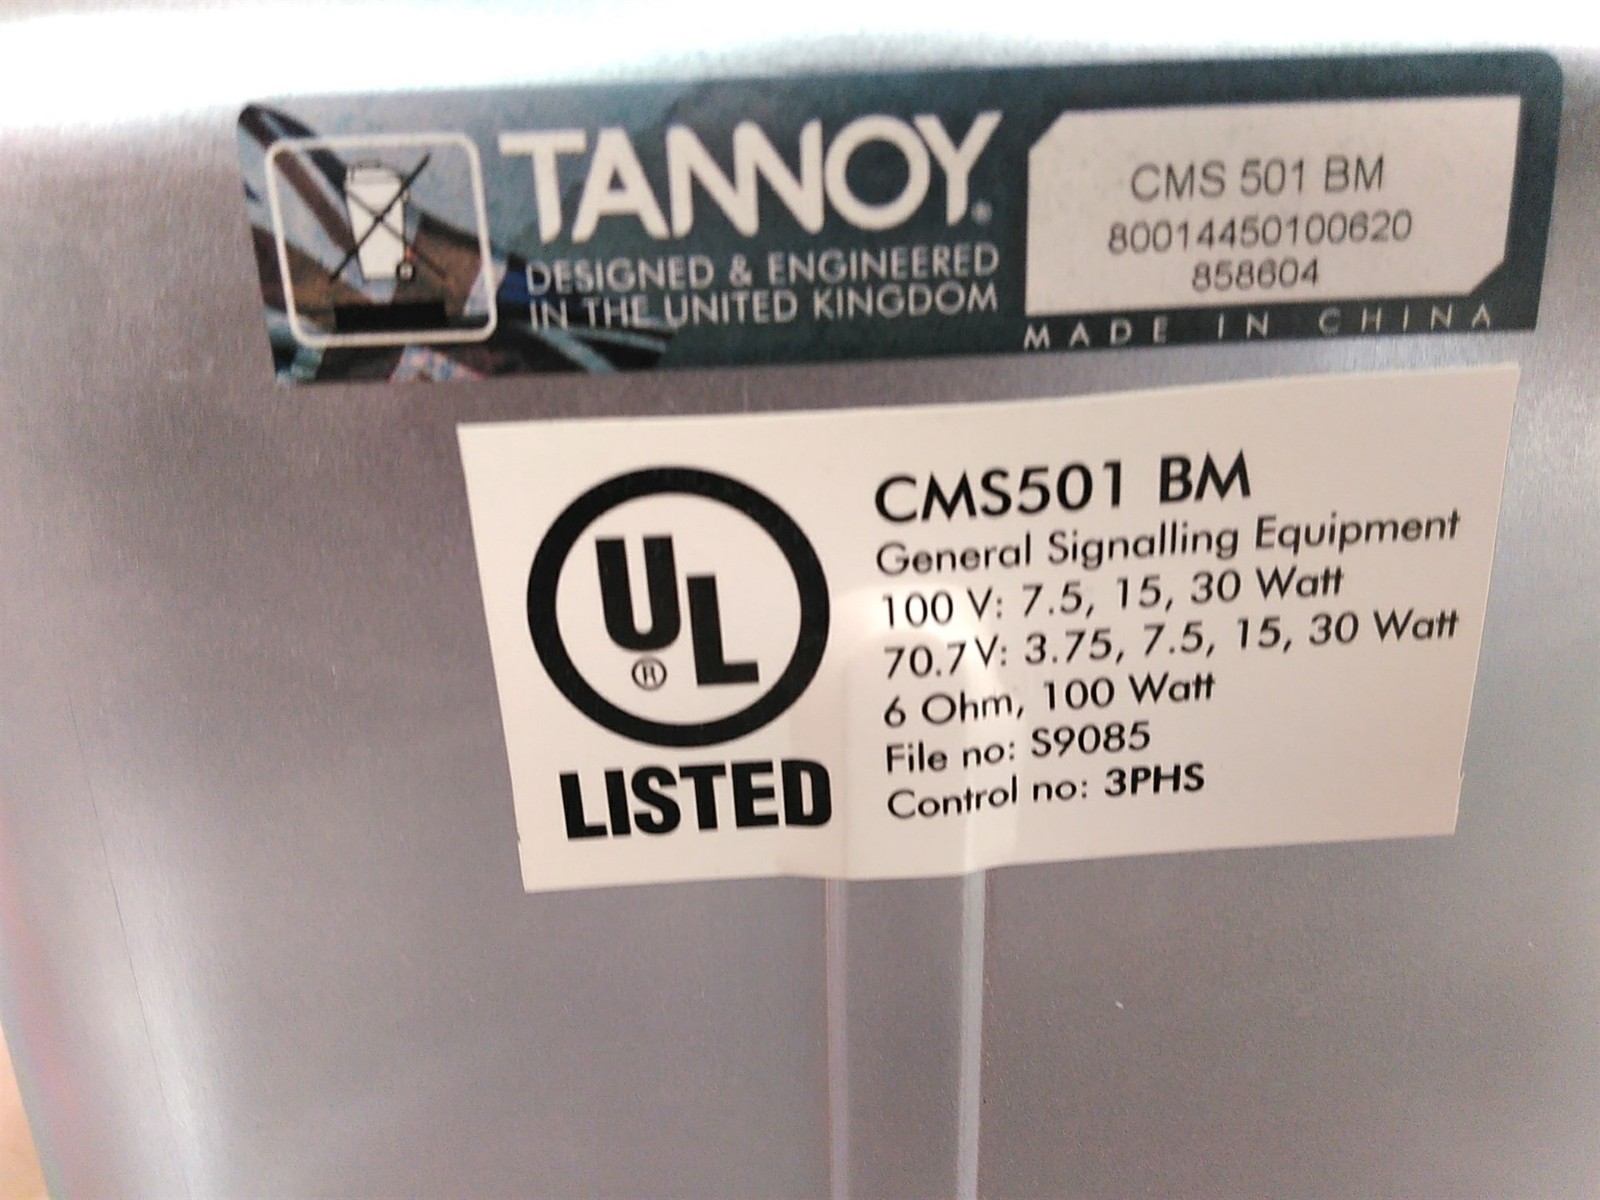 TANNOY®
DESIGNED & ENGINEERED
IN THE UNITED KINGDOM
CMS 501 BM
80014450100620
858604
MADE IN CHINA
UL®
LISTED
CMS501 BM
General Signalling Equipment
100 V: 7.5, 15, 30 Watt
70.7V: 3.75, 7.5, 15, 30 Watt
6 Ohm, 100 Watt
File no: S9085
Control no: 3PHS